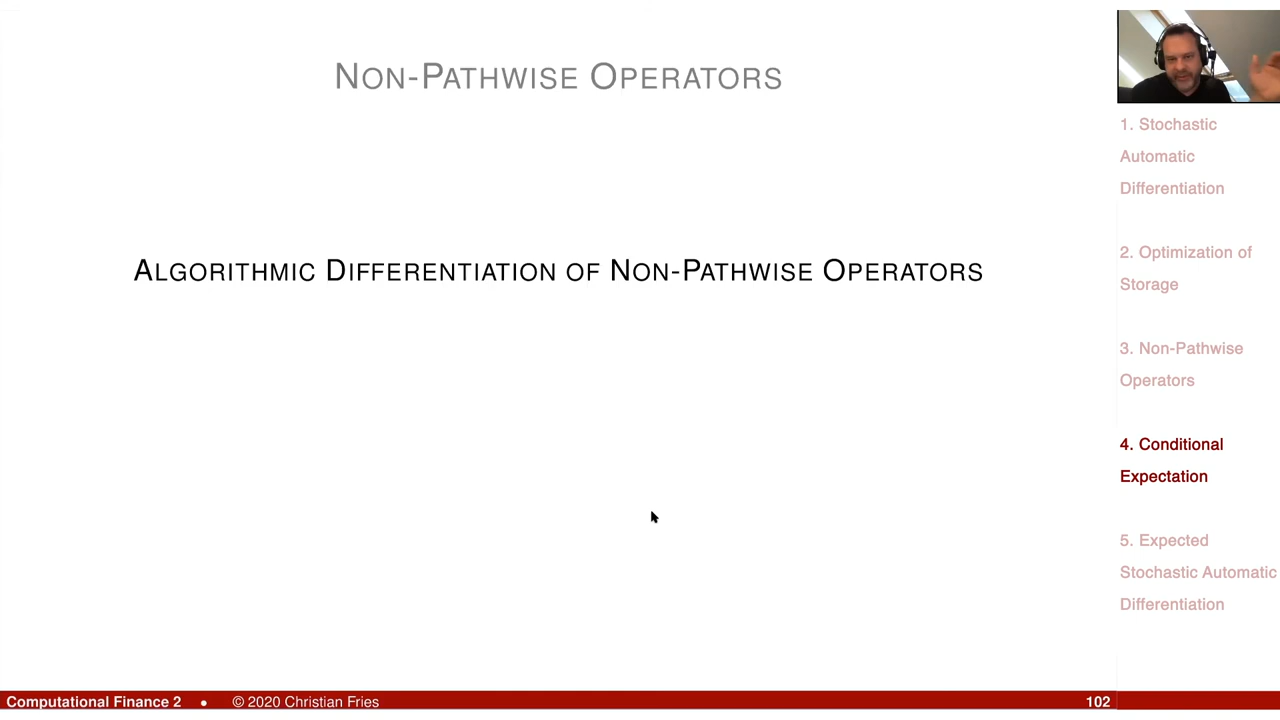 NON-PATHWISE OPERATORS
ALGORITHMIC DIFFERENTIATION OF NON-PATHWISE OPERATORS
1. Stochastic
Automatic
Differentiation
2. Optimization of
Storage
3. Non-Pathwise
Operators
4. Conditional
Expectation
5. Expected
Stochastic Automatic
Differentiation
Computational Finance 2 • © 2020 Christian Fries 102